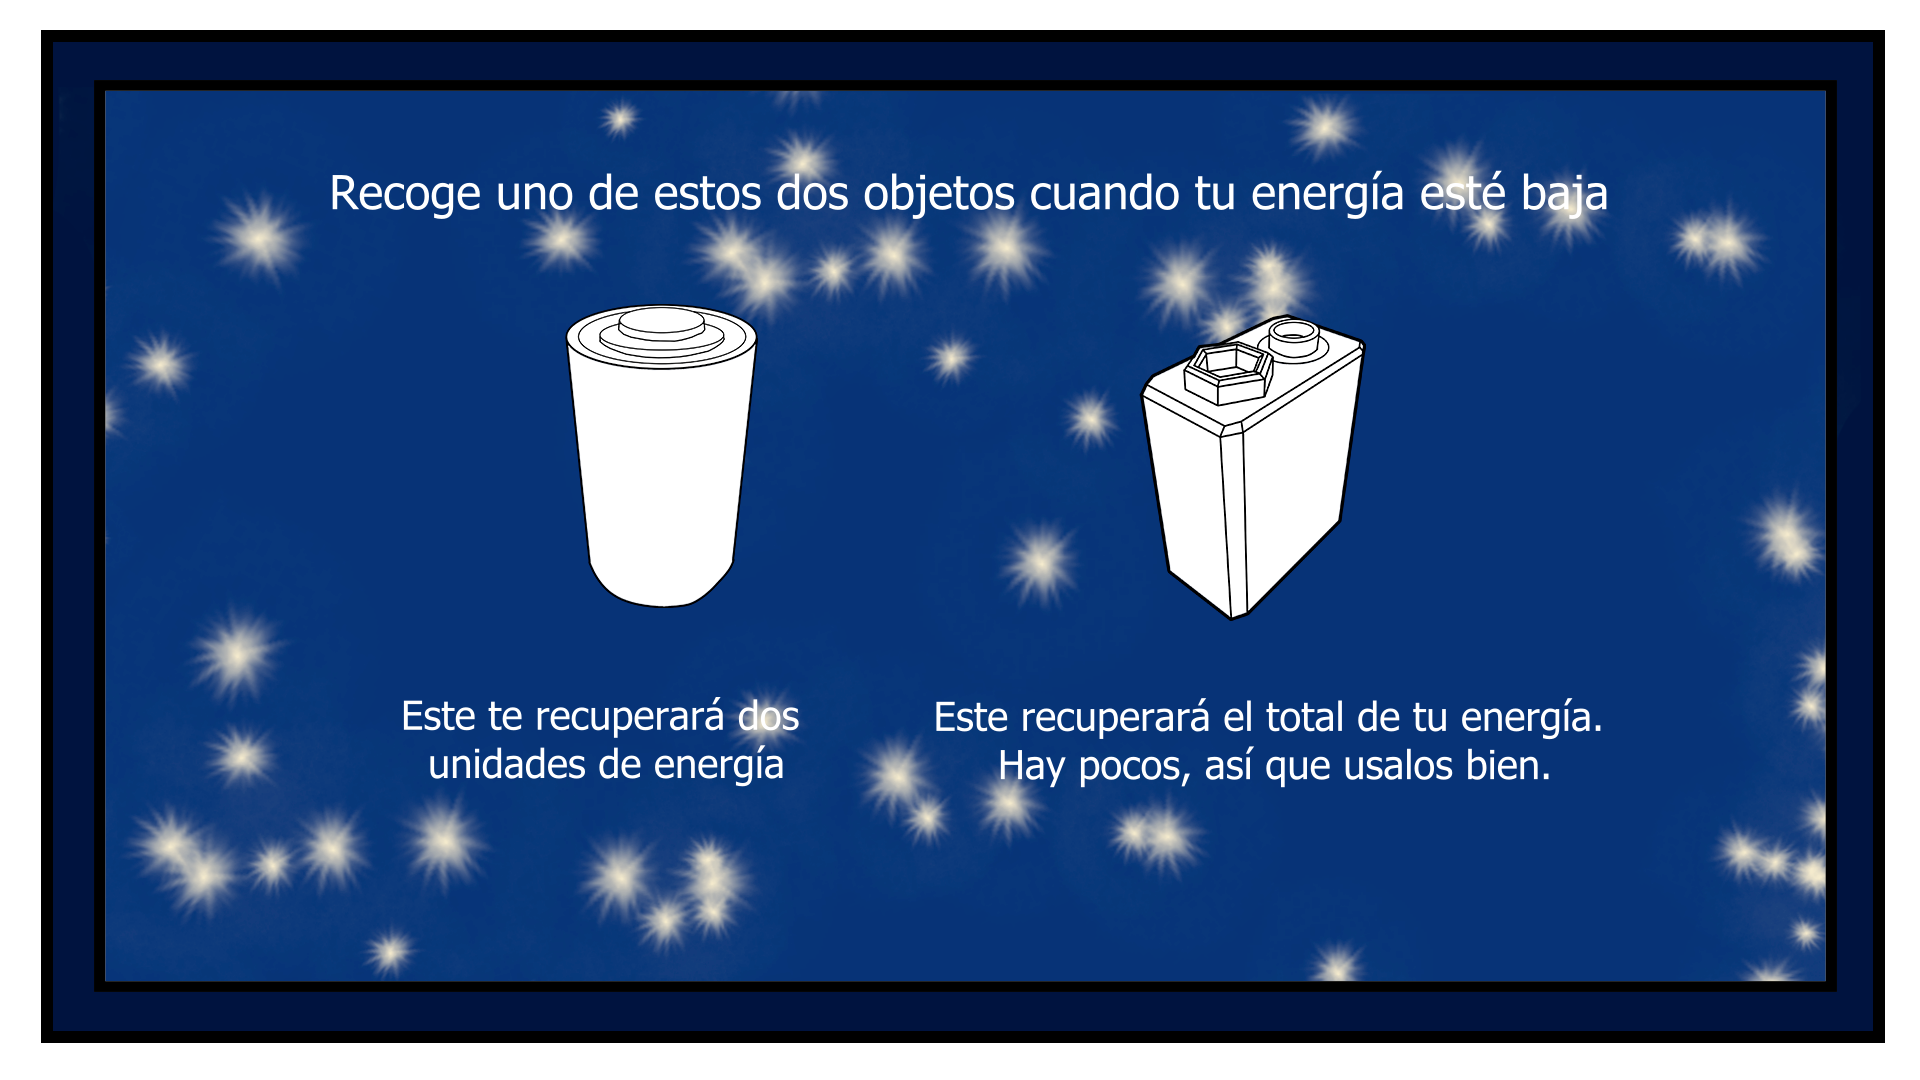 Recoge uno de estos dos objetos cuando tu energía esté baja
Este te recuperará dos
unidades de energía
Este recuperará el total de tu energía.
Hay pocos, así que usalos bien.